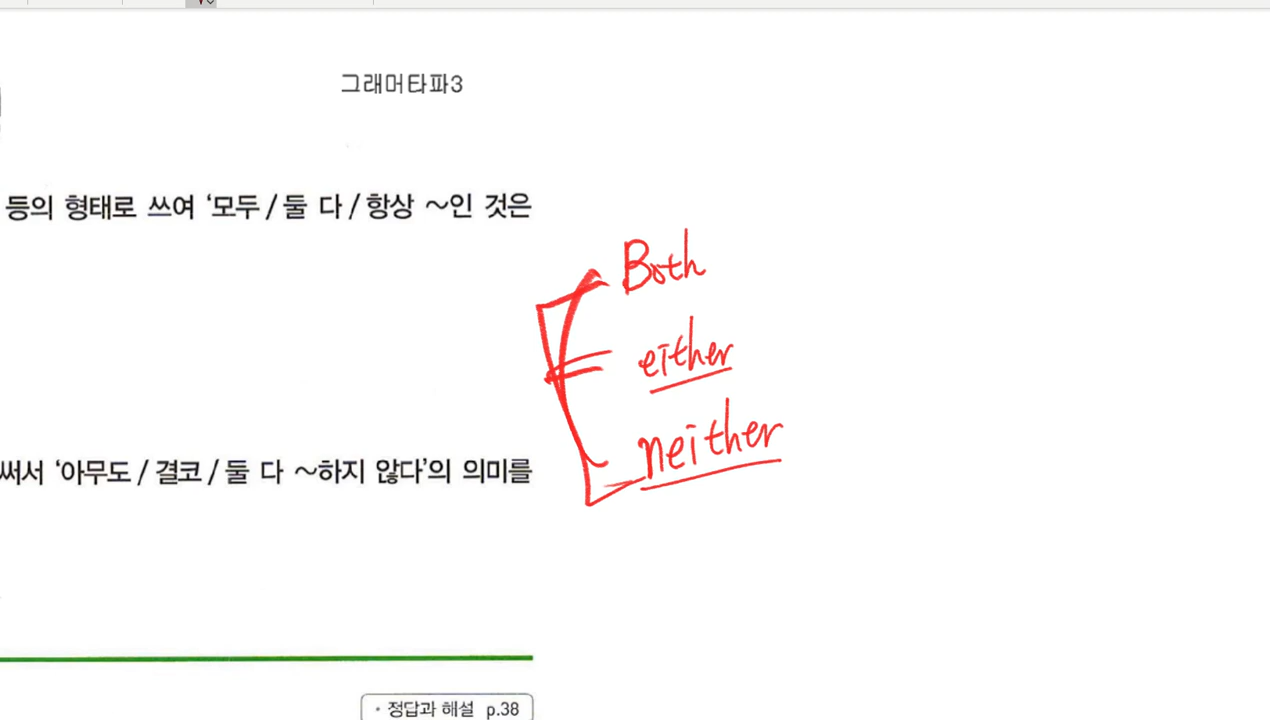 그래머타파3
등의 형태로 쓰여 ‘모두 / 둘 다 / 항상 ~인 것은
Both
either
neither
써서 ‘아무도 / 결코 / 둘 다 ~하지 않다’의 의미를
• 정답과 해설 p.38